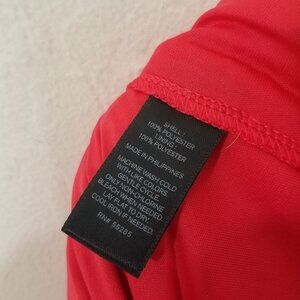 SHELL:
100% POLYESTER
LINING:
100% POLYESTER
MADE IN PHILIPPINES
MACHINE WASH COLD
WITH LIKE COLORS.
GENTLE CYCLE.
ONLY NON-CHLORINE
BLEACH WHEN NEEDED.
LAY FLAT TO DRY.
COOL IRON IF NEEDED.
RN# 55285